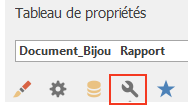 Tableau de propriétés
Document_Bijou Rapport